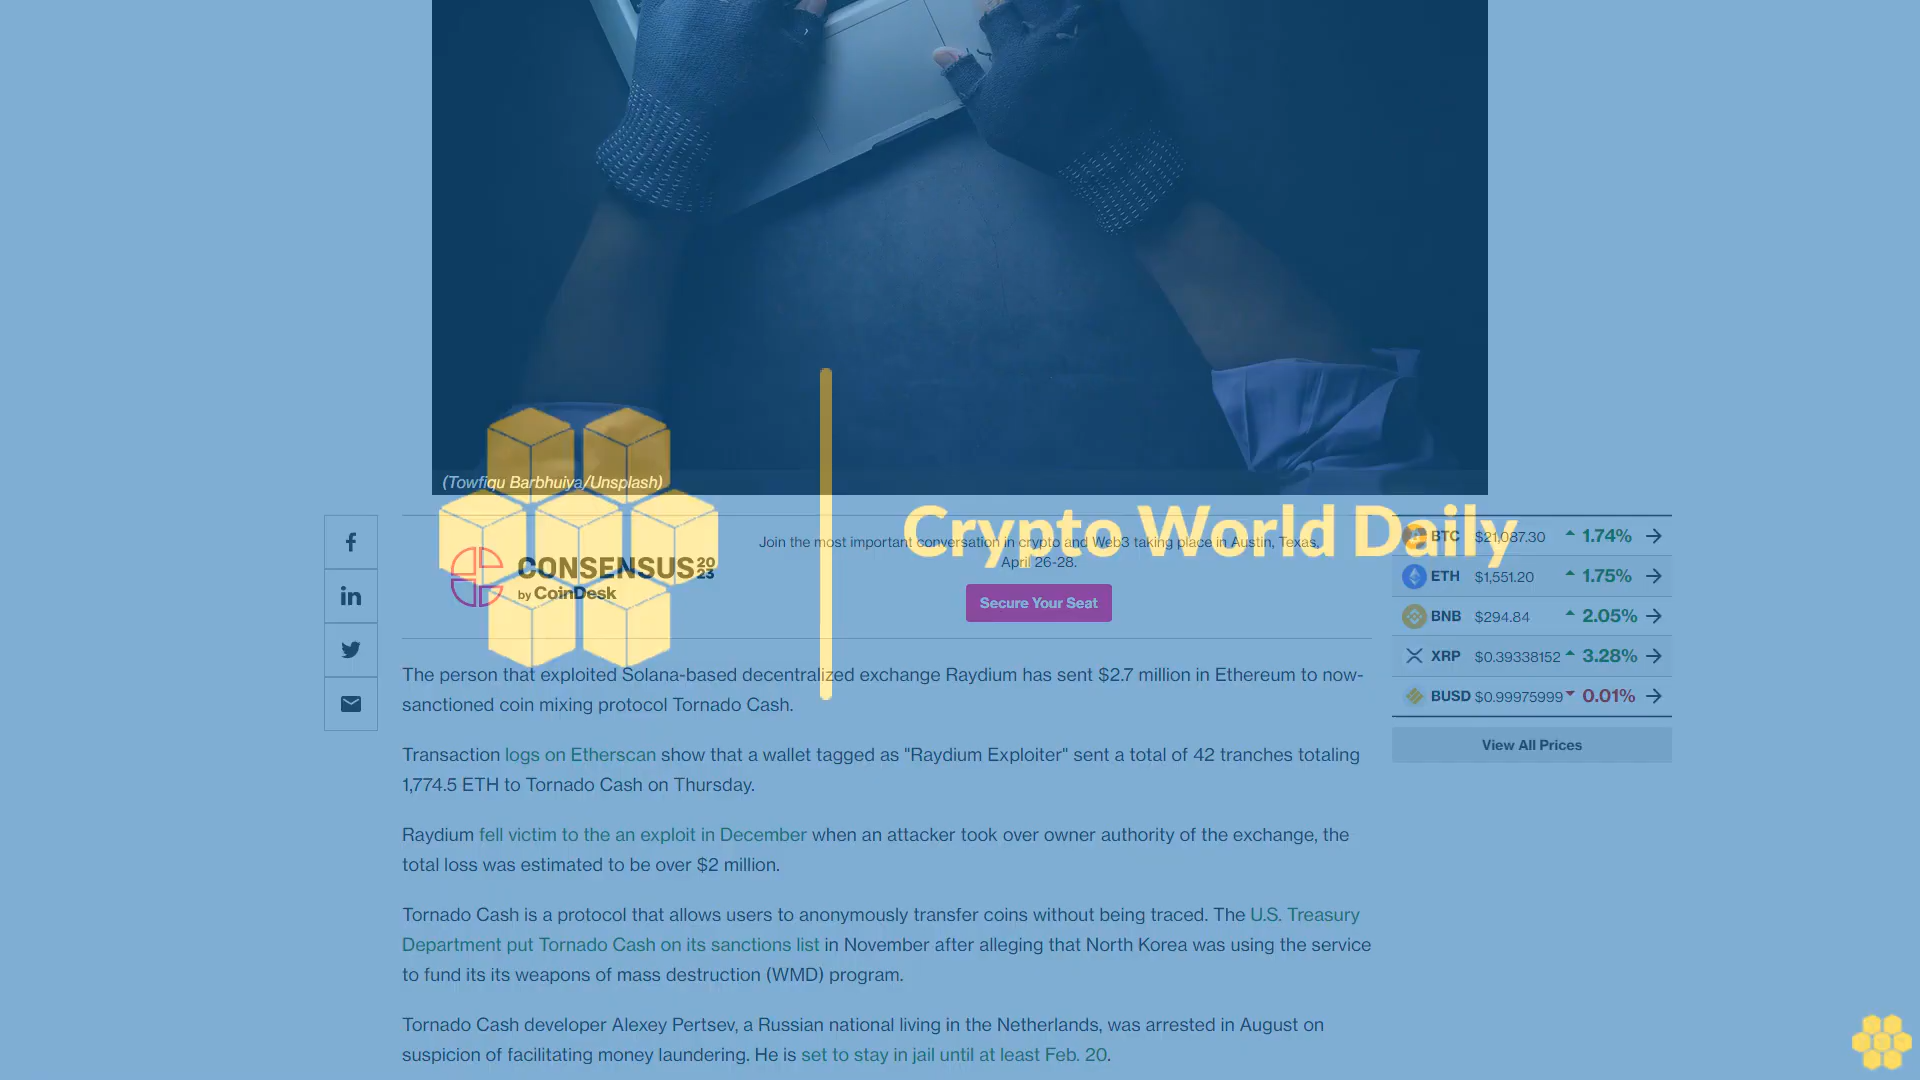 (Towfiqu Barbhuiya/Unsplash)
Crypto World Daily
CONSENSUS 2023
by CoinDesk
Join the most important conversation in crypto and Web3 taking place in Austin, Texas,
April 26-28.
Secure Your Seat
BTC $21,087.30 1.74%
ETH $1,551.20 1.75%
BNB $294.84 2.05%
XRP $0.39338152 3.28%
BUSD $0.99975999 0.01%
View All Prices
The person that exploited Solana-based decentralized exchange Raydium has sent $2.7 million in Ethereum to now-
sanctioned coin mixing protocol Tornado Cash.
Transaction logs on Etherscan show that a wallet tagged as "Raydium Exploiter" sent a total of 42 tranches totaling
1,774.5 ETH to Tornado Cash on Thursday.
Raydium fell victim to the an exploit in December when an attacker took over owner authority of the exchange, the
total loss was estimated to be over $2 million.
Tornado Cash is a protocol that allows users to anonymously transfer coins without being traced. The U.S. Treasury
Department put Tornado Cash on its sanctions list in November after alleging that North Korea was using the service
to fund its its weapons of mass destruction (WMD) program.
Tornado Cash developer Alexey Pertsev, a Russian national living in the Netherlands, was arrested in August on
suspicion of facilitating money laundering. He is set to stay in jail until at least Feb. 20.